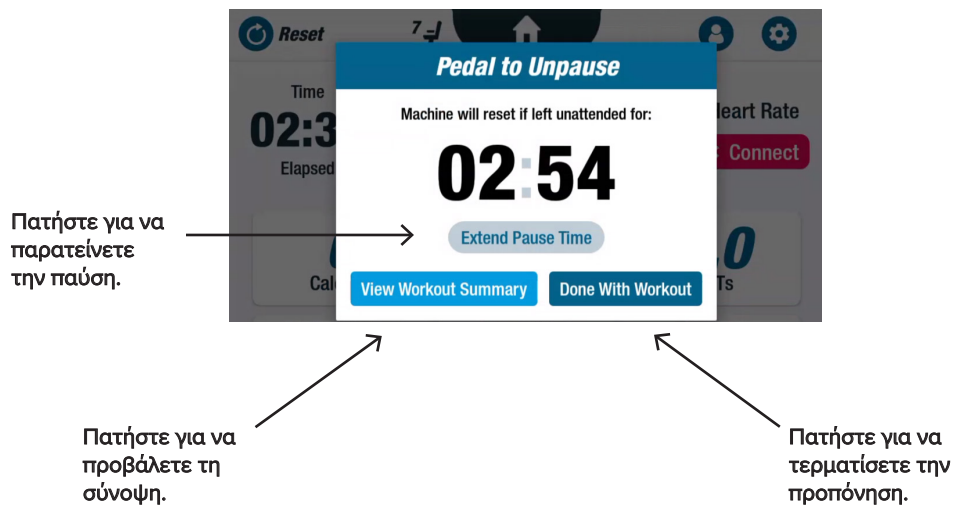 Reset
7
Pedal to Unpause
Time
Machine will reset if left unattended for:
Heart Rate
02:3
02:54
Connect
Elapsed
Πατήστε για να
παρατείνετε
την παύση.
Extend Pause Time
.0
Cal
View Workout Summary
Done With Workout
Ts
Πατήστε για να
προβάλετε τη
σύνοψη.
Πατήστε για να
τερματίσετε την
προπόνηση.